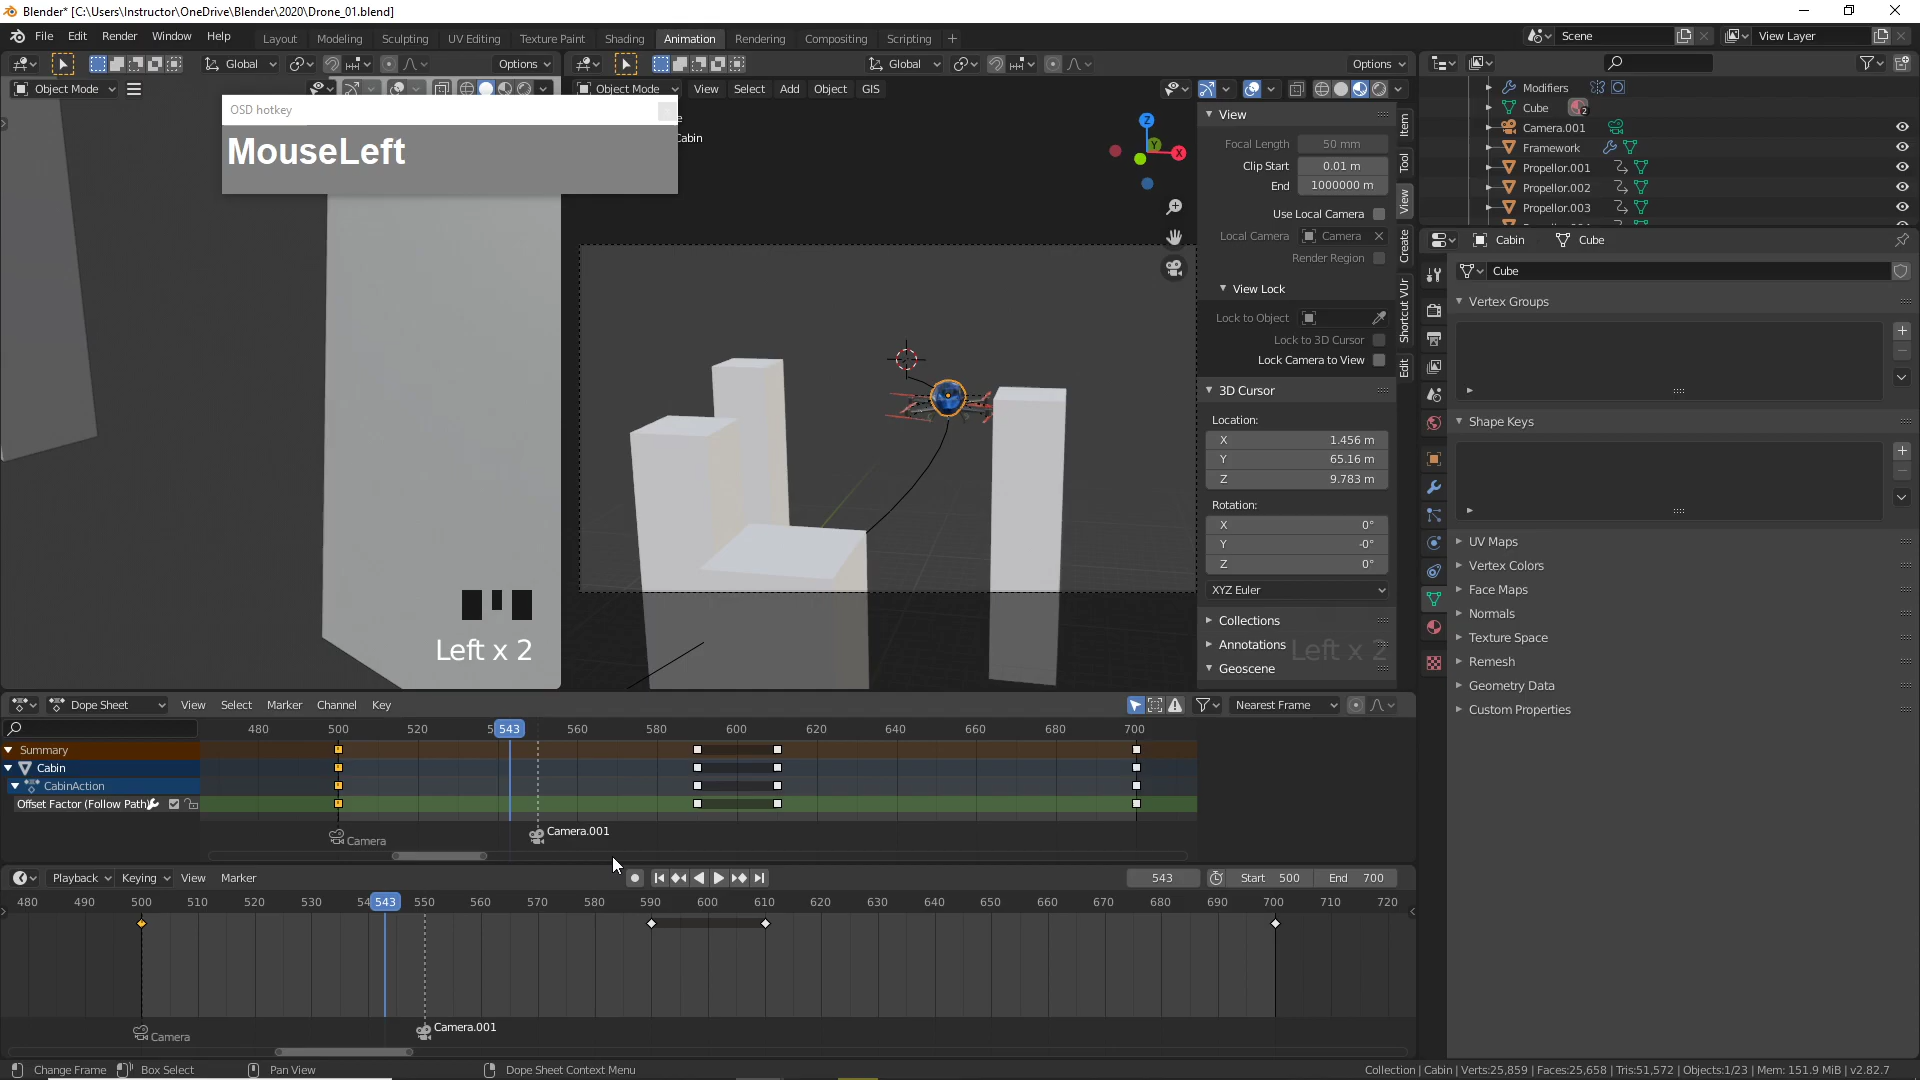 Blender* [C:\Users\Instructor\OneDrive\Blender\2020\Drone_01.blend]
File Edit Render Window Help Layout Modeling Sculpting UV Editing Texture Paint Shading Animation Rendering Compositing Scripting + Scene View Layer
Global Options Global Options
Object Mode Object Mode View Select Add Object GIS
OSD hotkey
MouseLeft
Cabin
Z
Y
X
Left x 2
View
Focal Length 50 mm
Clip Start 0.01 m
End 1000000 m
Use Local Camera
Local Camera Camera
Render Region
View Lock
Lock to Object
Lock to 3D Cursor
Lock Camera to View
3D Cursor
Location:
X 1.456 m
Y 65.16 m
Z 9.783 m
Rotation:
X 0°
Y -0°
Z 0°
XYZ Euler
Collections
Annotations
Left x 2
Geoscene
Item
Tool
View
Create
Shortcut VUr
Edit
Modifiers
Cube 2
Camera.001
Framework
Propellor.001
Propellor.002
Propellor.003
Cabin Cube
Cube
Vertex Groups
Shape Keys
UV Maps
Vertex Colors
Face Maps
Normals
Texture Space
Remesh
Geometry Data
Custom Properties
Dope Sheet View Select Marker Channel Key Nearest Frame
480 500 520 5 543 560 580 600 620 640 660 680 700
Summary
Cabin
CabinAction
Offset Factor (Follow Path)
Camera Camera.001
Playback Keying View Marker 543 Start 500 End 700
480 490 500 510 520 530 54 543 550 560 570 580 590 600 610 620 630 640 650 660 670 680 690 700 710 720
Camera Camera.001
Change Frame Box Select Pan View Dope Sheet Context Menu Collection | Cabin | Verts:25,859 | Faces:25,658 | Tris:51,572 | Objects:1/23 | Mem: 151.9 MiB | v2.82.7